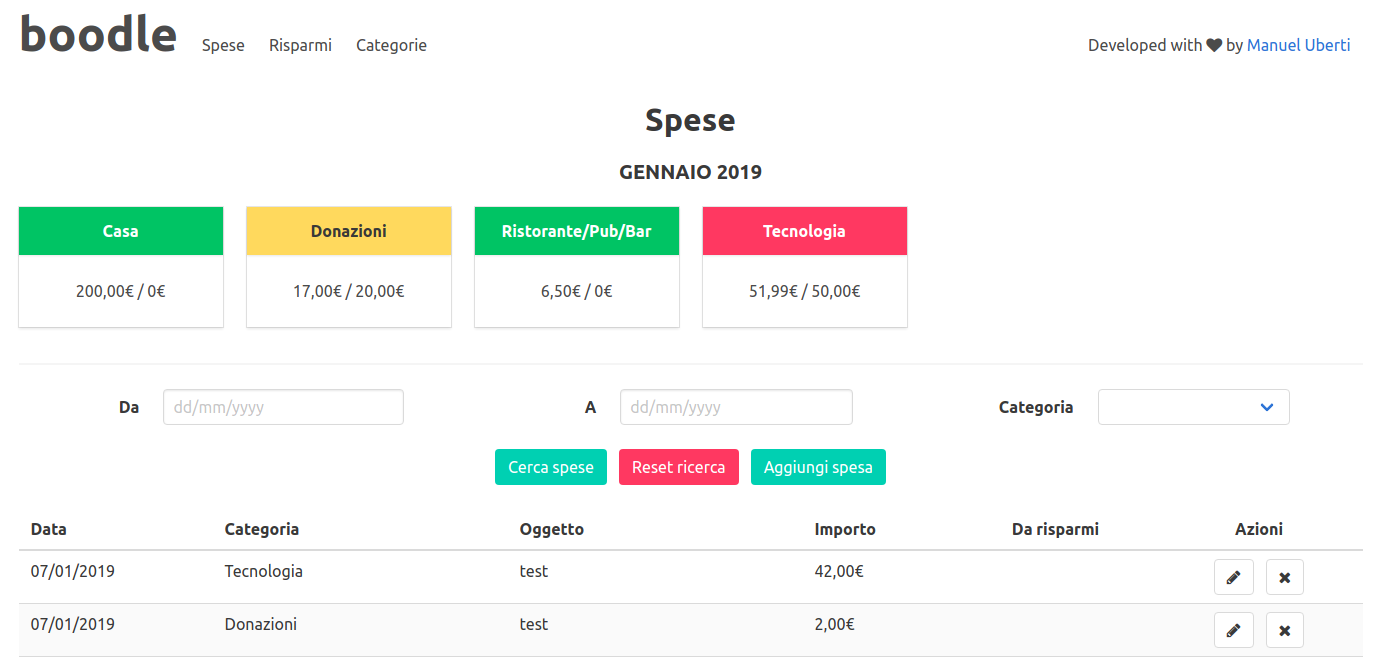 boodle Spese Risparmi Categorie Developed with ♥ by Manuel Uberti
Spese
GENNAIO 2019
Casa Donazioni Ristorante/Pub/Bar Tecnologia
200,00€ / 0€ 17,00€ / 20,00€ 6,50€ / 0€ 51,99€ / 50,00€
Da dd/mm/yyyy A dd/mm/yyyy Categoria
Cerca spese Reset ricerca Aggiungi spesa
Data Categoria Oggetto Importo Da risparmi Azioni
07/01/2019 Tecnologia test 42,00€
07/01/2019 Donazioni test 2,00€